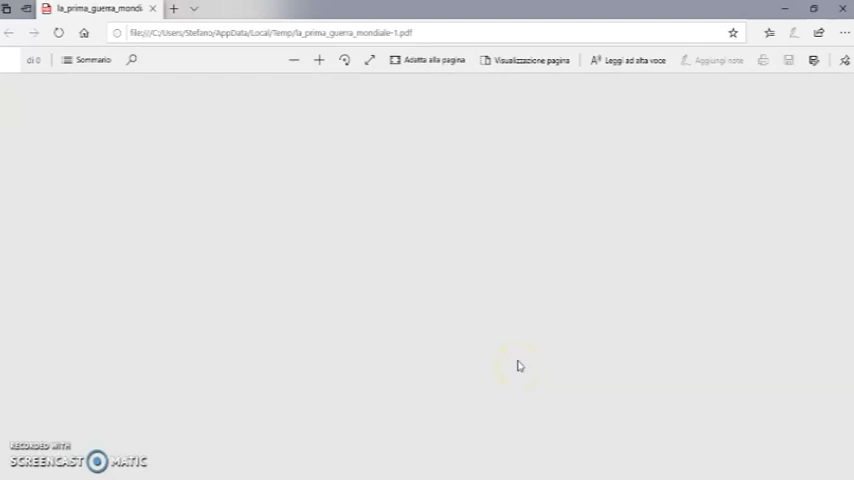 la_prima_guerra_mondi
file:///C:/Users/Stefano/AppData/Local/Temp/la_prima_guerra_mondiale-1.pdf
di 0 Sommario Adatta alla pagina Visualizzazione pagina Leggi ad alta voce Aggiungi note
RECORDED WITH
SCREENCAST MATIC